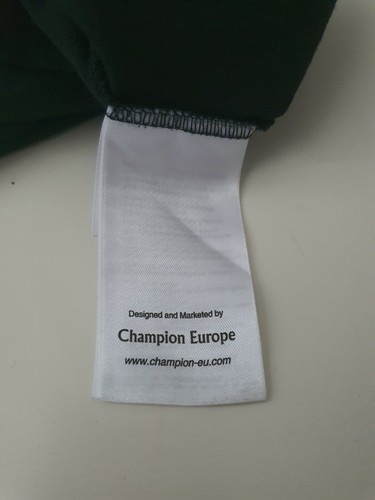 Designed and Marketed by
Champion Europe
www.champion-eu.com